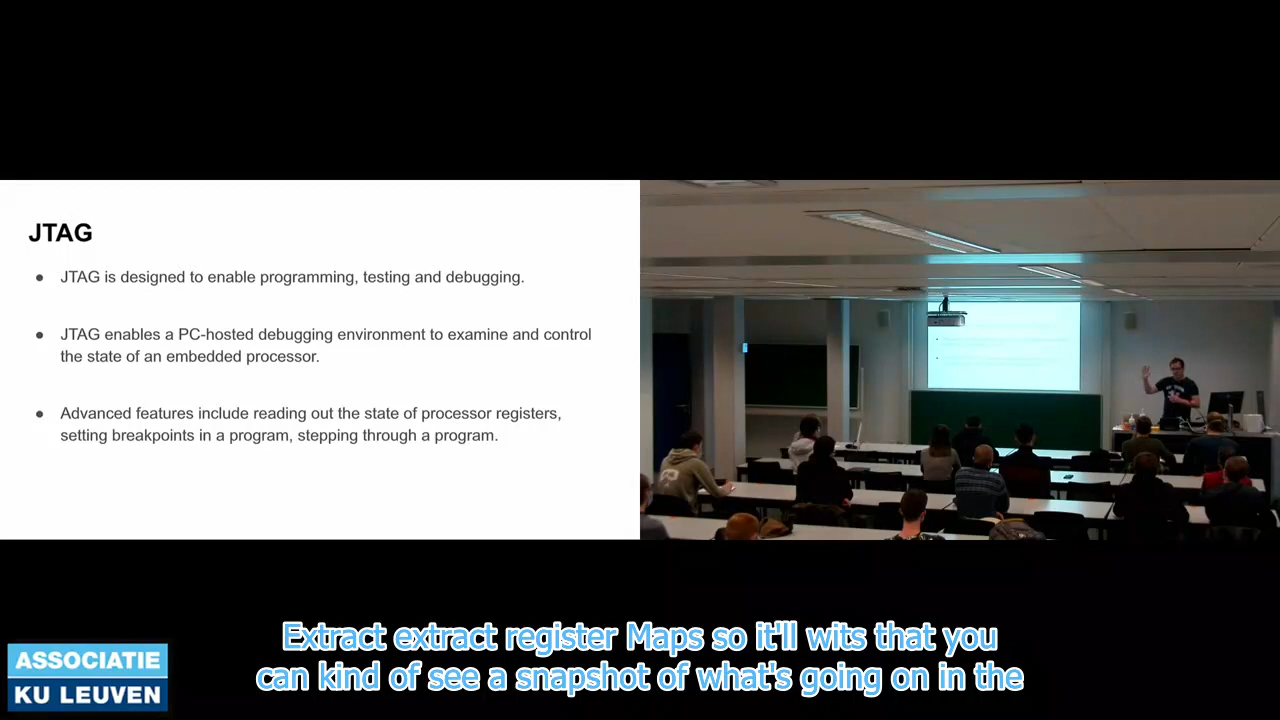 JTAG
● JTAG is designed to enable programming, testing and debugging.
● JTAG enables a PC-hosted debugging environment to examine and control
the state of an embedded processor.
● Advanced features include reading out the state of processor registers,
setting breakpoints in a program, stepping through a program.
Extract extract register Maps so it'll wits that you
can kind of see a snapshot of what's going on in the
ASSOCIATIE
KU LEUVEN